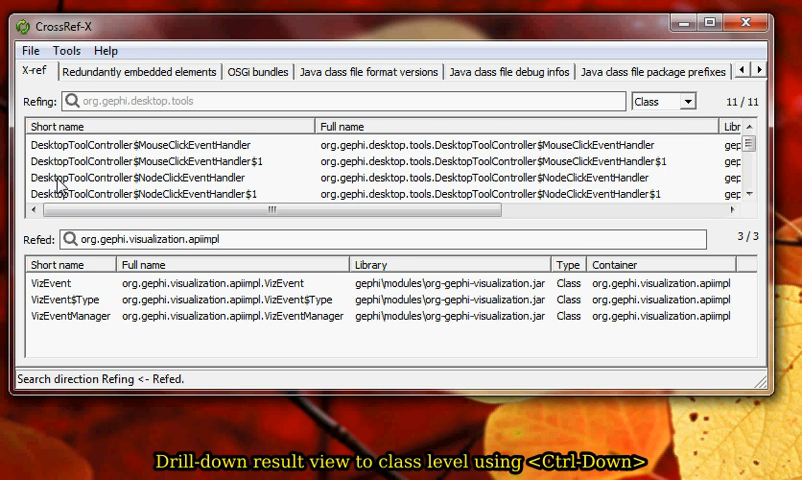 CrossRef-X
File Tools Help
X-ref Redundantly embedded elements OSGi bundles Java class file format versions Java class file debug infos Java class file package prefixes
Refing: org.gephi.desktop.tools Class 11 / 11
Short name Full name Libr
DesktopToolController$MouseClickEventHandler org.gephi.desktop.tools.DesktopToolController$MouseClickEventHandler gep
DesktopToolController$MouseClickEventHandler$1 org.gephi.desktop.tools.DesktopToolController$MouseClickEventHandler$1 gep
DesktopToolController$NodeClickEventHandler org.gephi.desktop.tools.DesktopToolController$NodeClickEventHandler gep
DesktopToolController$NodeClickEventHandler$1 org.gephi.desktop.tools.DesktopToolController$NodeClickEventHandler$1 gep
Refed: org.gephi.visualization.apiimpl 3 / 3
Short name Full name Library Type Container
VizEvent org.gephi.visualization.apiimpl.VizEvent gephi\modules\org-gephi-visualization.jar Class org.gephi.visualization.apiimpl
VizEvent$Type org.gephi.visualization.apiimpl.VizEvent$Type gephi\modules\org-gephi-visualization.jar Class org.gephi.visualization.apiimpl
VizEventManager org.gephi.visualization.apiimpl.VizEventManager gephi\modules\org-gephi-visualization.jar Class org.gephi.visualization.apiimpl
Search direction Refing <- Refed.
Drill-down result view to class level using <Ctrl-Down>